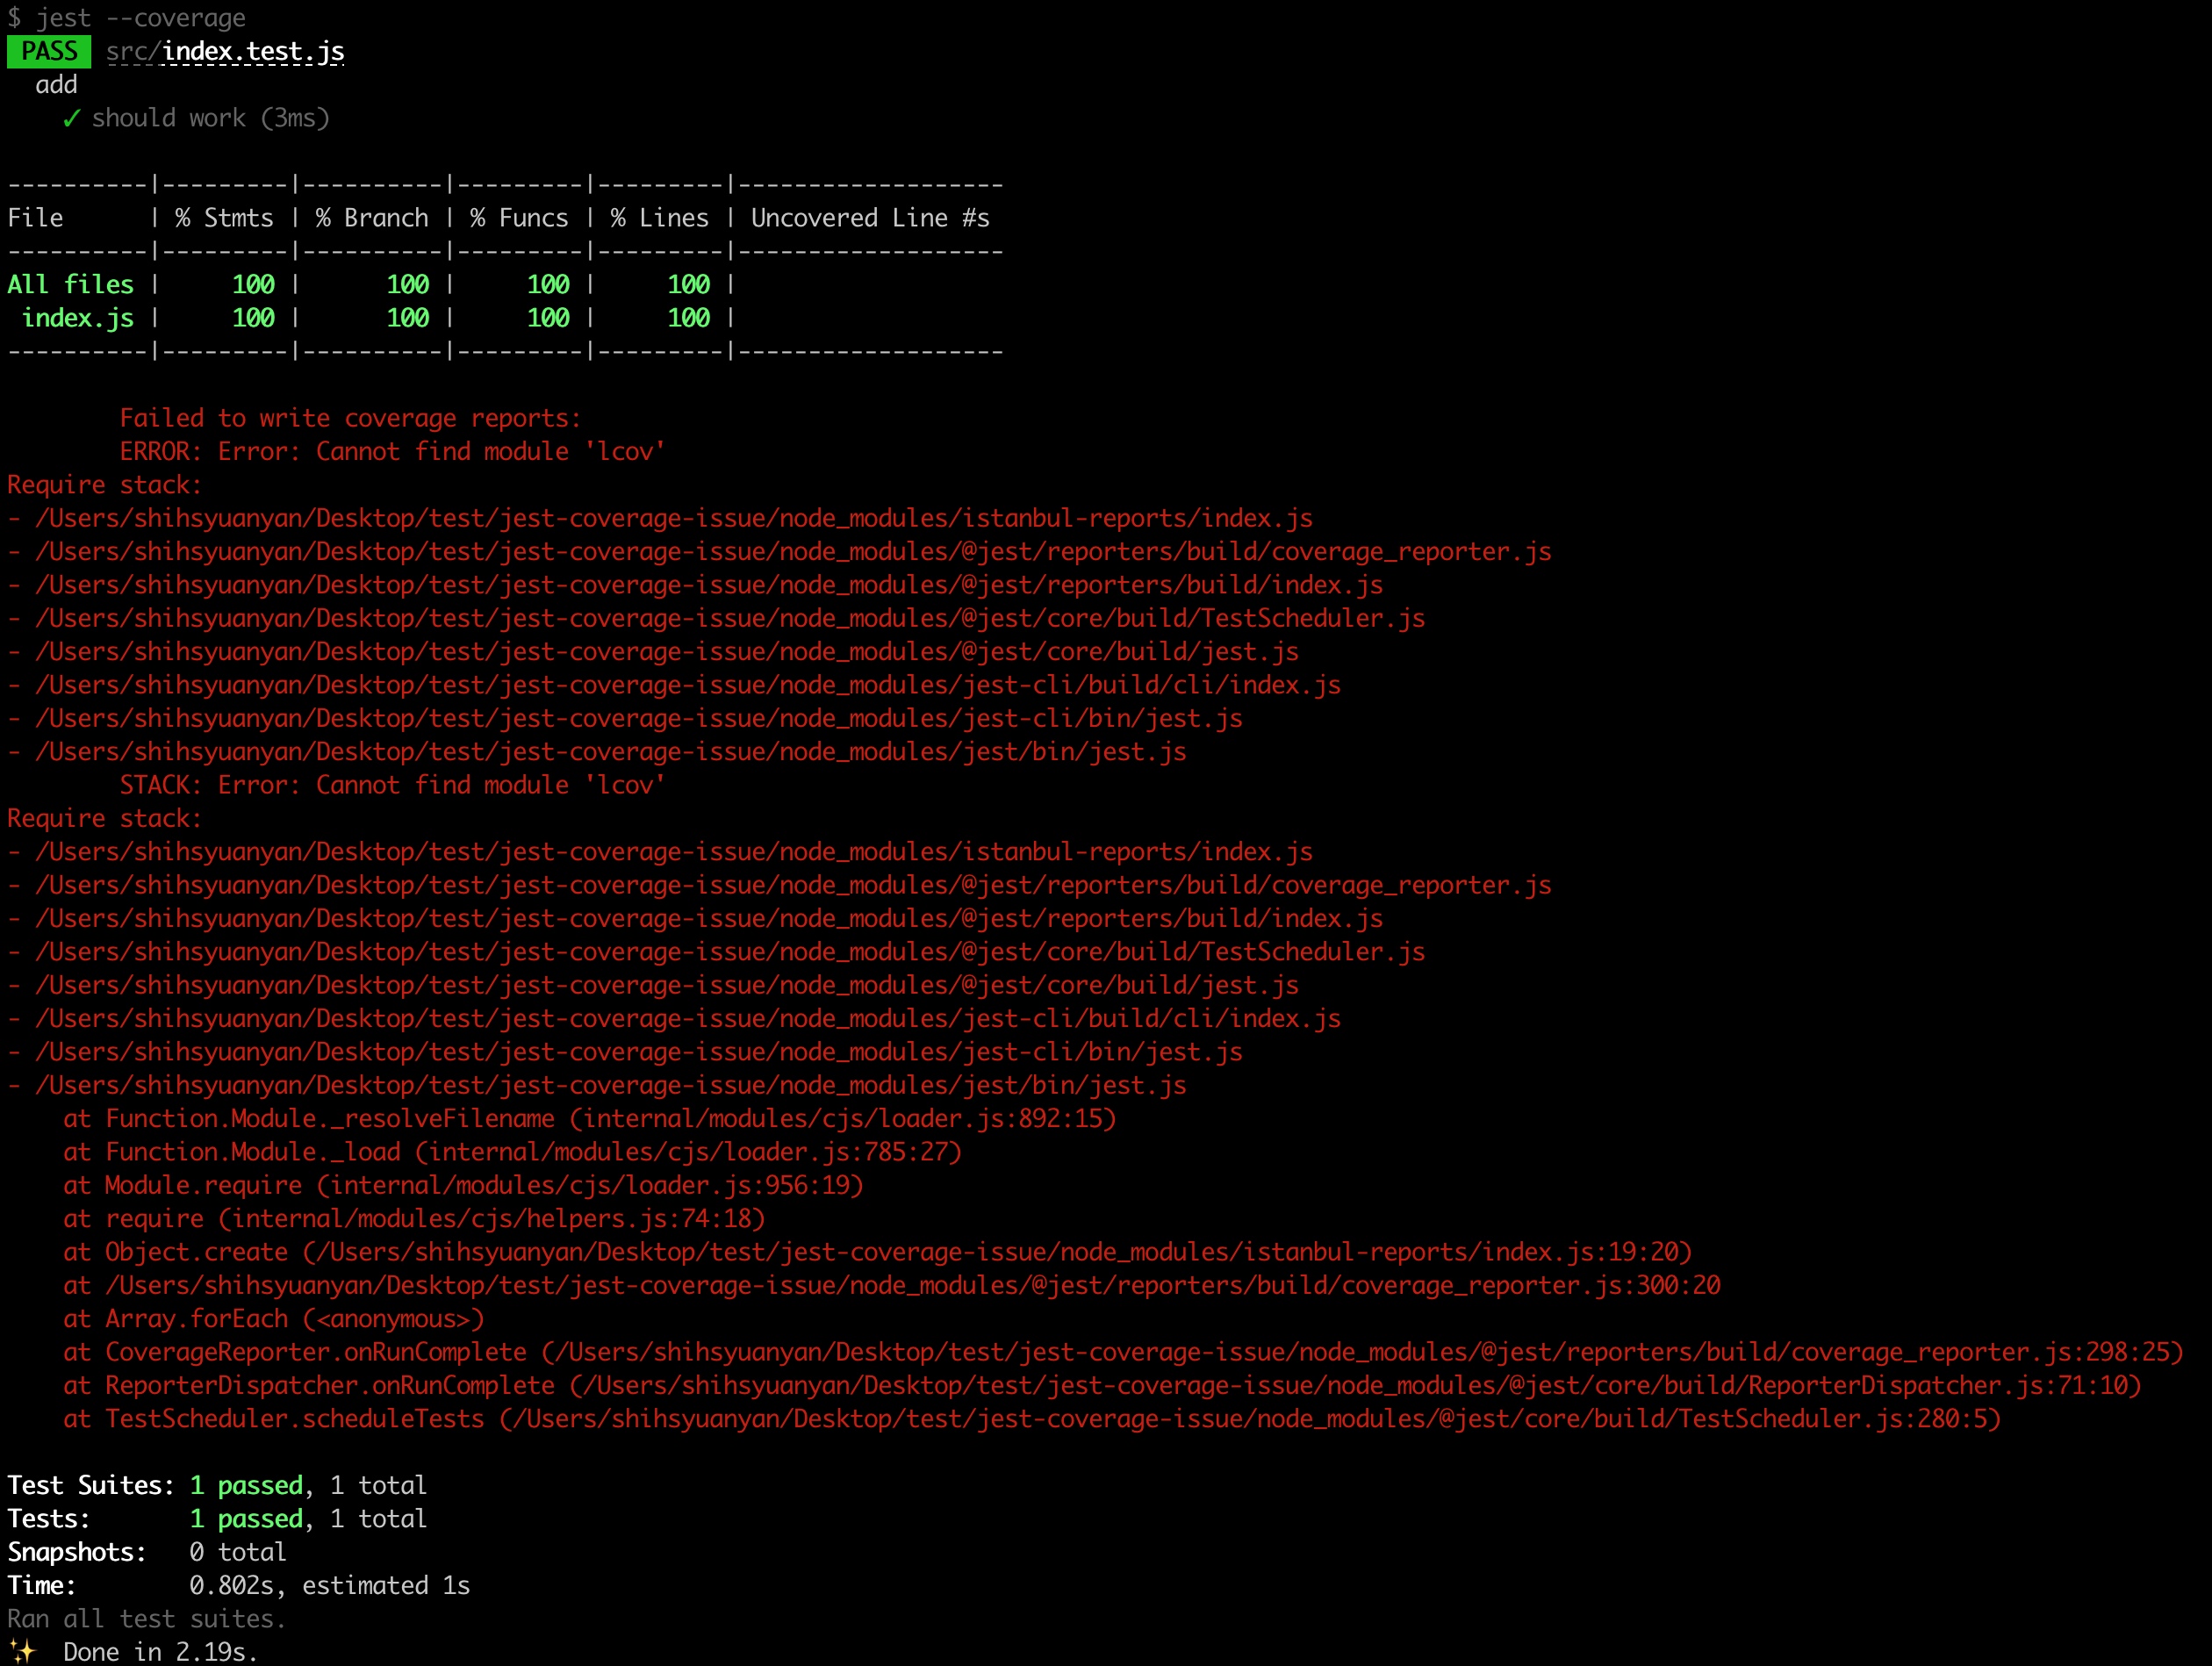 $ jest --coverage
PASS src/index.test.js
add
✓ should work (3ms)
----------|---------|----------|---------|---------|-------------------
File      | % Stmts | % Branch | % Funcs | % Lines | Uncovered Line #s
----------|---------|----------|---------|---------|-------------------
All files |     100 |      100 |     100 |     100 |
 index.js |     100 |      100 |     100 |     100 |
----------|---------|----------|---------|---------|-------------------
Failed to write coverage reports:
ERROR: Error: Cannot find module 'lcov'
Require stack:
- /Users/shihsyuanyan/Desktop/test/jest-coverage-issue/node_modules/istanbul-reports/index.js
- /Users/shihsyuanyan/Desktop/test/jest-coverage-issue/node_modules/@jest/reporters/build/coverage_reporter.js
- /Users/shihsyuanyan/Desktop/test/jest-coverage-issue/node_modules/@jest/reporters/build/index.js
- /Users/shihsyuanyan/Desktop/test/jest-coverage-issue/node_modules/@jest/core/build/TestScheduler.js
- /Users/shihsyuanyan/Desktop/test/jest-coverage-issue/node_modules/@jest/core/build/jest.js
- /Users/shihsyuanyan/Desktop/test/jest-coverage-issue/node_modules/jest-cli/build/cli/index.js
- /Users/shihsyuanyan/Desktop/test/jest-coverage-issue/node_modules/jest-cli/bin/jest.js
- /Users/shihsyuanyan/Desktop/test/jest-coverage-issue/node_modules/jest/bin/jest.js
STACK: Error: Cannot find module 'lcov'
Require stack:
- /Users/shihsyuanyan/Desktop/test/jest-coverage-issue/node_modules/istanbul-reports/index.js
- /Users/shihsyuanyan/Desktop/test/jest-coverage-issue/node_modules/@jest/reporters/build/coverage_reporter.js
- /Users/shihsyuanyan/Desktop/test/jest-coverage-issue/node_modules/@jest/reporters/build/index.js
- /Users/shihsyuanyan/Desktop/test/jest-coverage-issue/node_modules/@jest/core/build/TestScheduler.js
- /Users/shihsyuanyan/Desktop/test/jest-coverage-issue/node_modules/@jest/core/build/jest.js
- /Users/shihsyuanyan/Desktop/test/jest-coverage-issue/node_modules/jest-cli/build/cli/index.js
- /Users/shihsyuanyan/Desktop/test/jest-coverage-issue/node_modules/jest-cli/bin/jest.js
- /Users/shihsyuanyan/Desktop/test/jest-coverage-issue/node_modules/jest/bin/jest.js
at Function.Module._resolveFilename (internal/modules/cjs/loader.js:892:15)
at Function.Module._load (internal/modules/cjs/loader.js:785:27)
at Module.require (internal/modules/cjs/loader.js:956:19)
at require (internal/modules/cjs/helpers.js:74:18)
at Object.create (/Users/shihsyuanyan/Desktop/test/jest-coverage-issue/node_modules/istanbul-reports/index.js:19:20)
at /Users/shihsyuanyan/Desktop/test/jest-coverage-issue/node_modules/@jest/reporters/build/coverage_reporter.js:300:20
at Array.forEach (<anonymous>)
at CoverageReporter.onRunComplete (/Users/shihsyuanyan/Desktop/test/jest-coverage-issue/node_modules/@jest/reporters/build/coverage_reporter.js:298:25)
at ReporterDispatcher.onRunComplete (/Users/shihsyuanyan/Desktop/test/jest-coverage-issue/node_modules/@jest/core/build/ReporterDispatcher.js:71:10)
at TestScheduler.scheduleTests (/Users/shihsyuanyan/Desktop/test/jest-coverage-issue/node_modules/@jest/core/build/TestScheduler.js:280:5)
Test Suites: 1 passed, 1 total
Tests:       1 passed, 1 total
Snapshots:   0 total
Time:        0.802s, estimated 1s
Ran all test suites.
✨  Done in 2.19s.